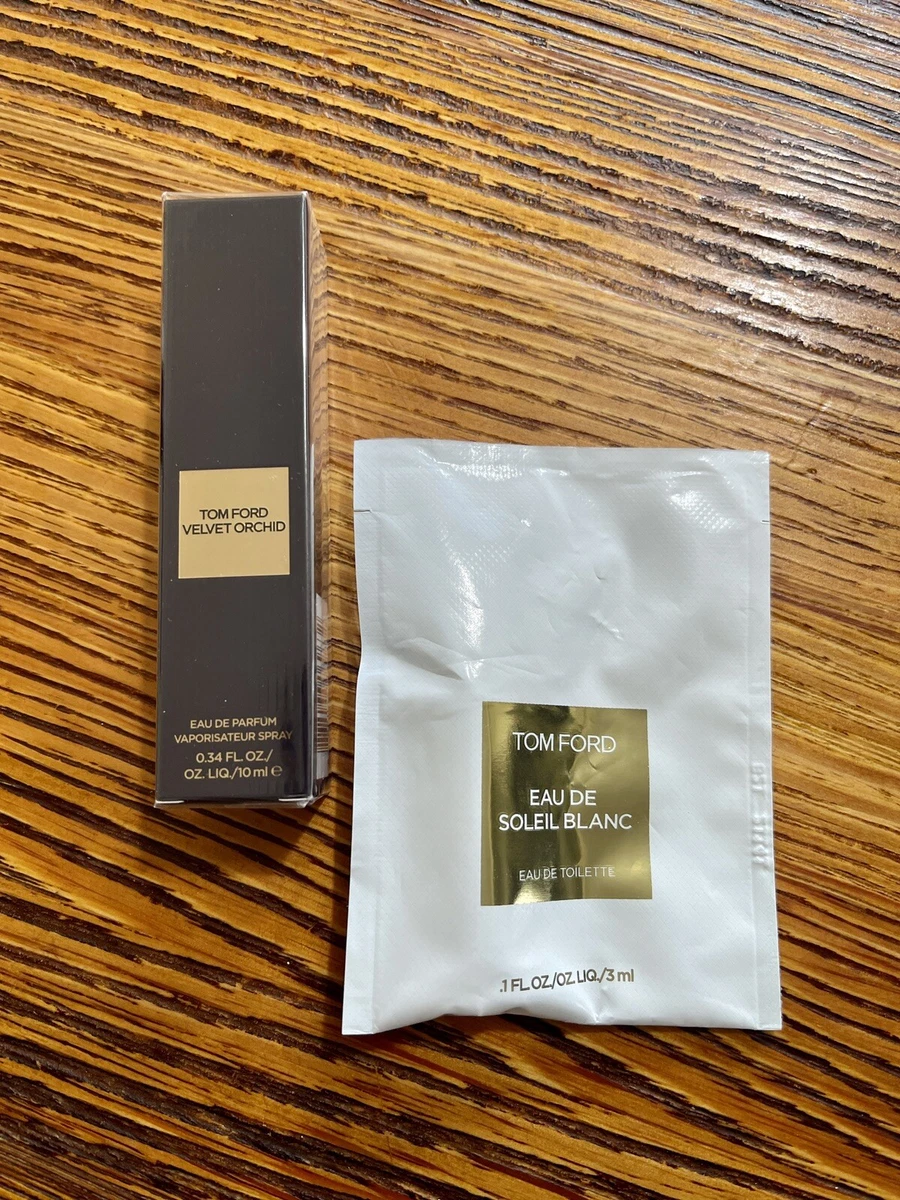 TOM FORD
VELVET ORCHID
EAU DE PARFUM
VAPORISATEUR SPRAY
0.34 FL. OZ./
OZ. LIQ./10 ml ℮
TOM FORD
EAU DE
SOLEIL BLANC
EAU DE TOILETTE
.1 FL.OZ./OZ.LIQ./3 ml